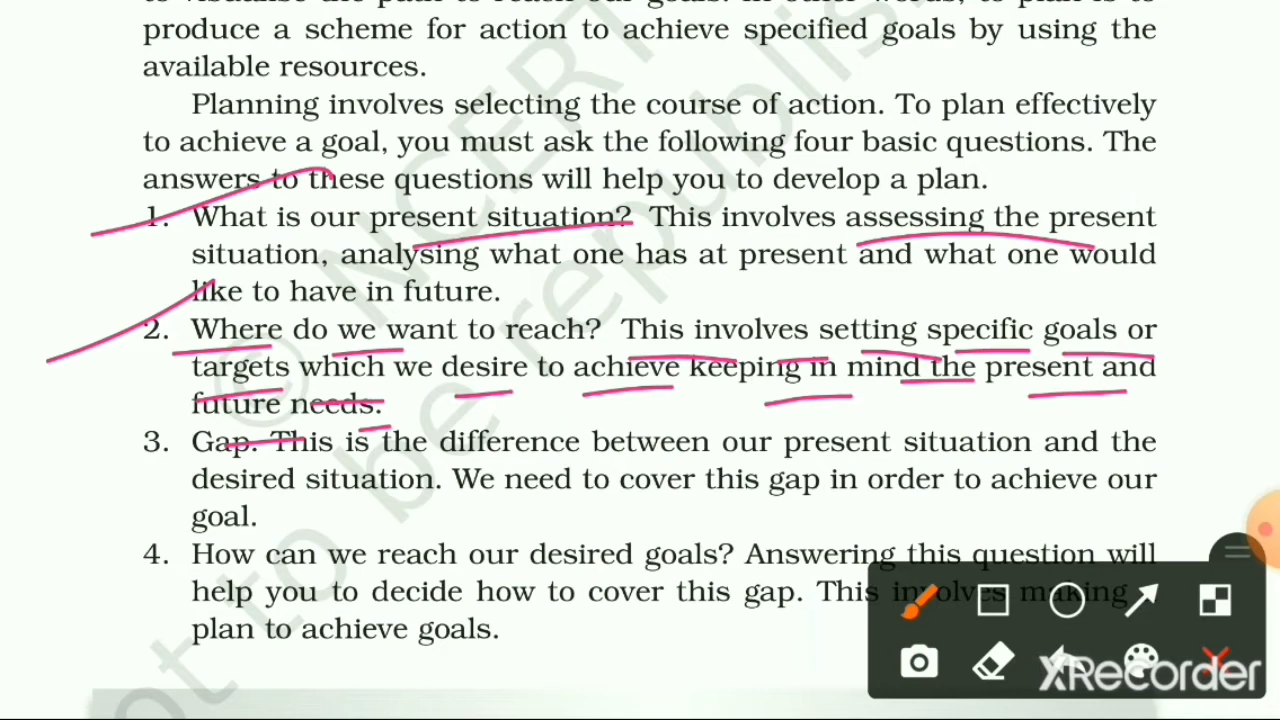 produce a scheme for action to achieve specified goals by using the
available resources.
Planning involves selecting the course of action. To plan effectively
to achieve a goal, you must ask the following four basic questions. The
answers to these questions will help you to develop a plan.
1. What is our present situation? This involves assessing the present
situation, analysing what one has at present and what one would
like to have in future.
2. Where do we want to reach? This involves setting specific goals or
targets which we desire to achieve keeping in mind the present and
future needs.
3. Gap. This is the difference between our present situation and the
desired situation. We need to cover this gap in order to achieve our
goal.
4. How can we reach our desired goals? Answering this question will
help you to decide how to cover this gap. This involves making
plan to achieve goals.
© NCERT
not to be republis
XRecorder